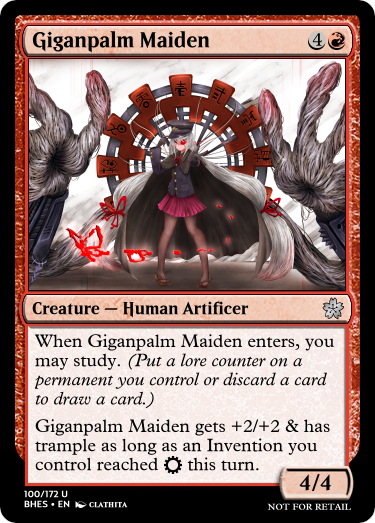 Giganpalm Maiden 4
Creature — Human Artificer
When Giganpalm Maiden enters, you
may study. (Put a lore counter on a
permanent you control or discard a card
to draw a card.)
Giganpalm Maiden gets +2/+2 & has
trample as long as an Invention you
control reached this turn.
4/4
100/172 U
BHES • EN CLATHITA
NOT FOR RETAIL